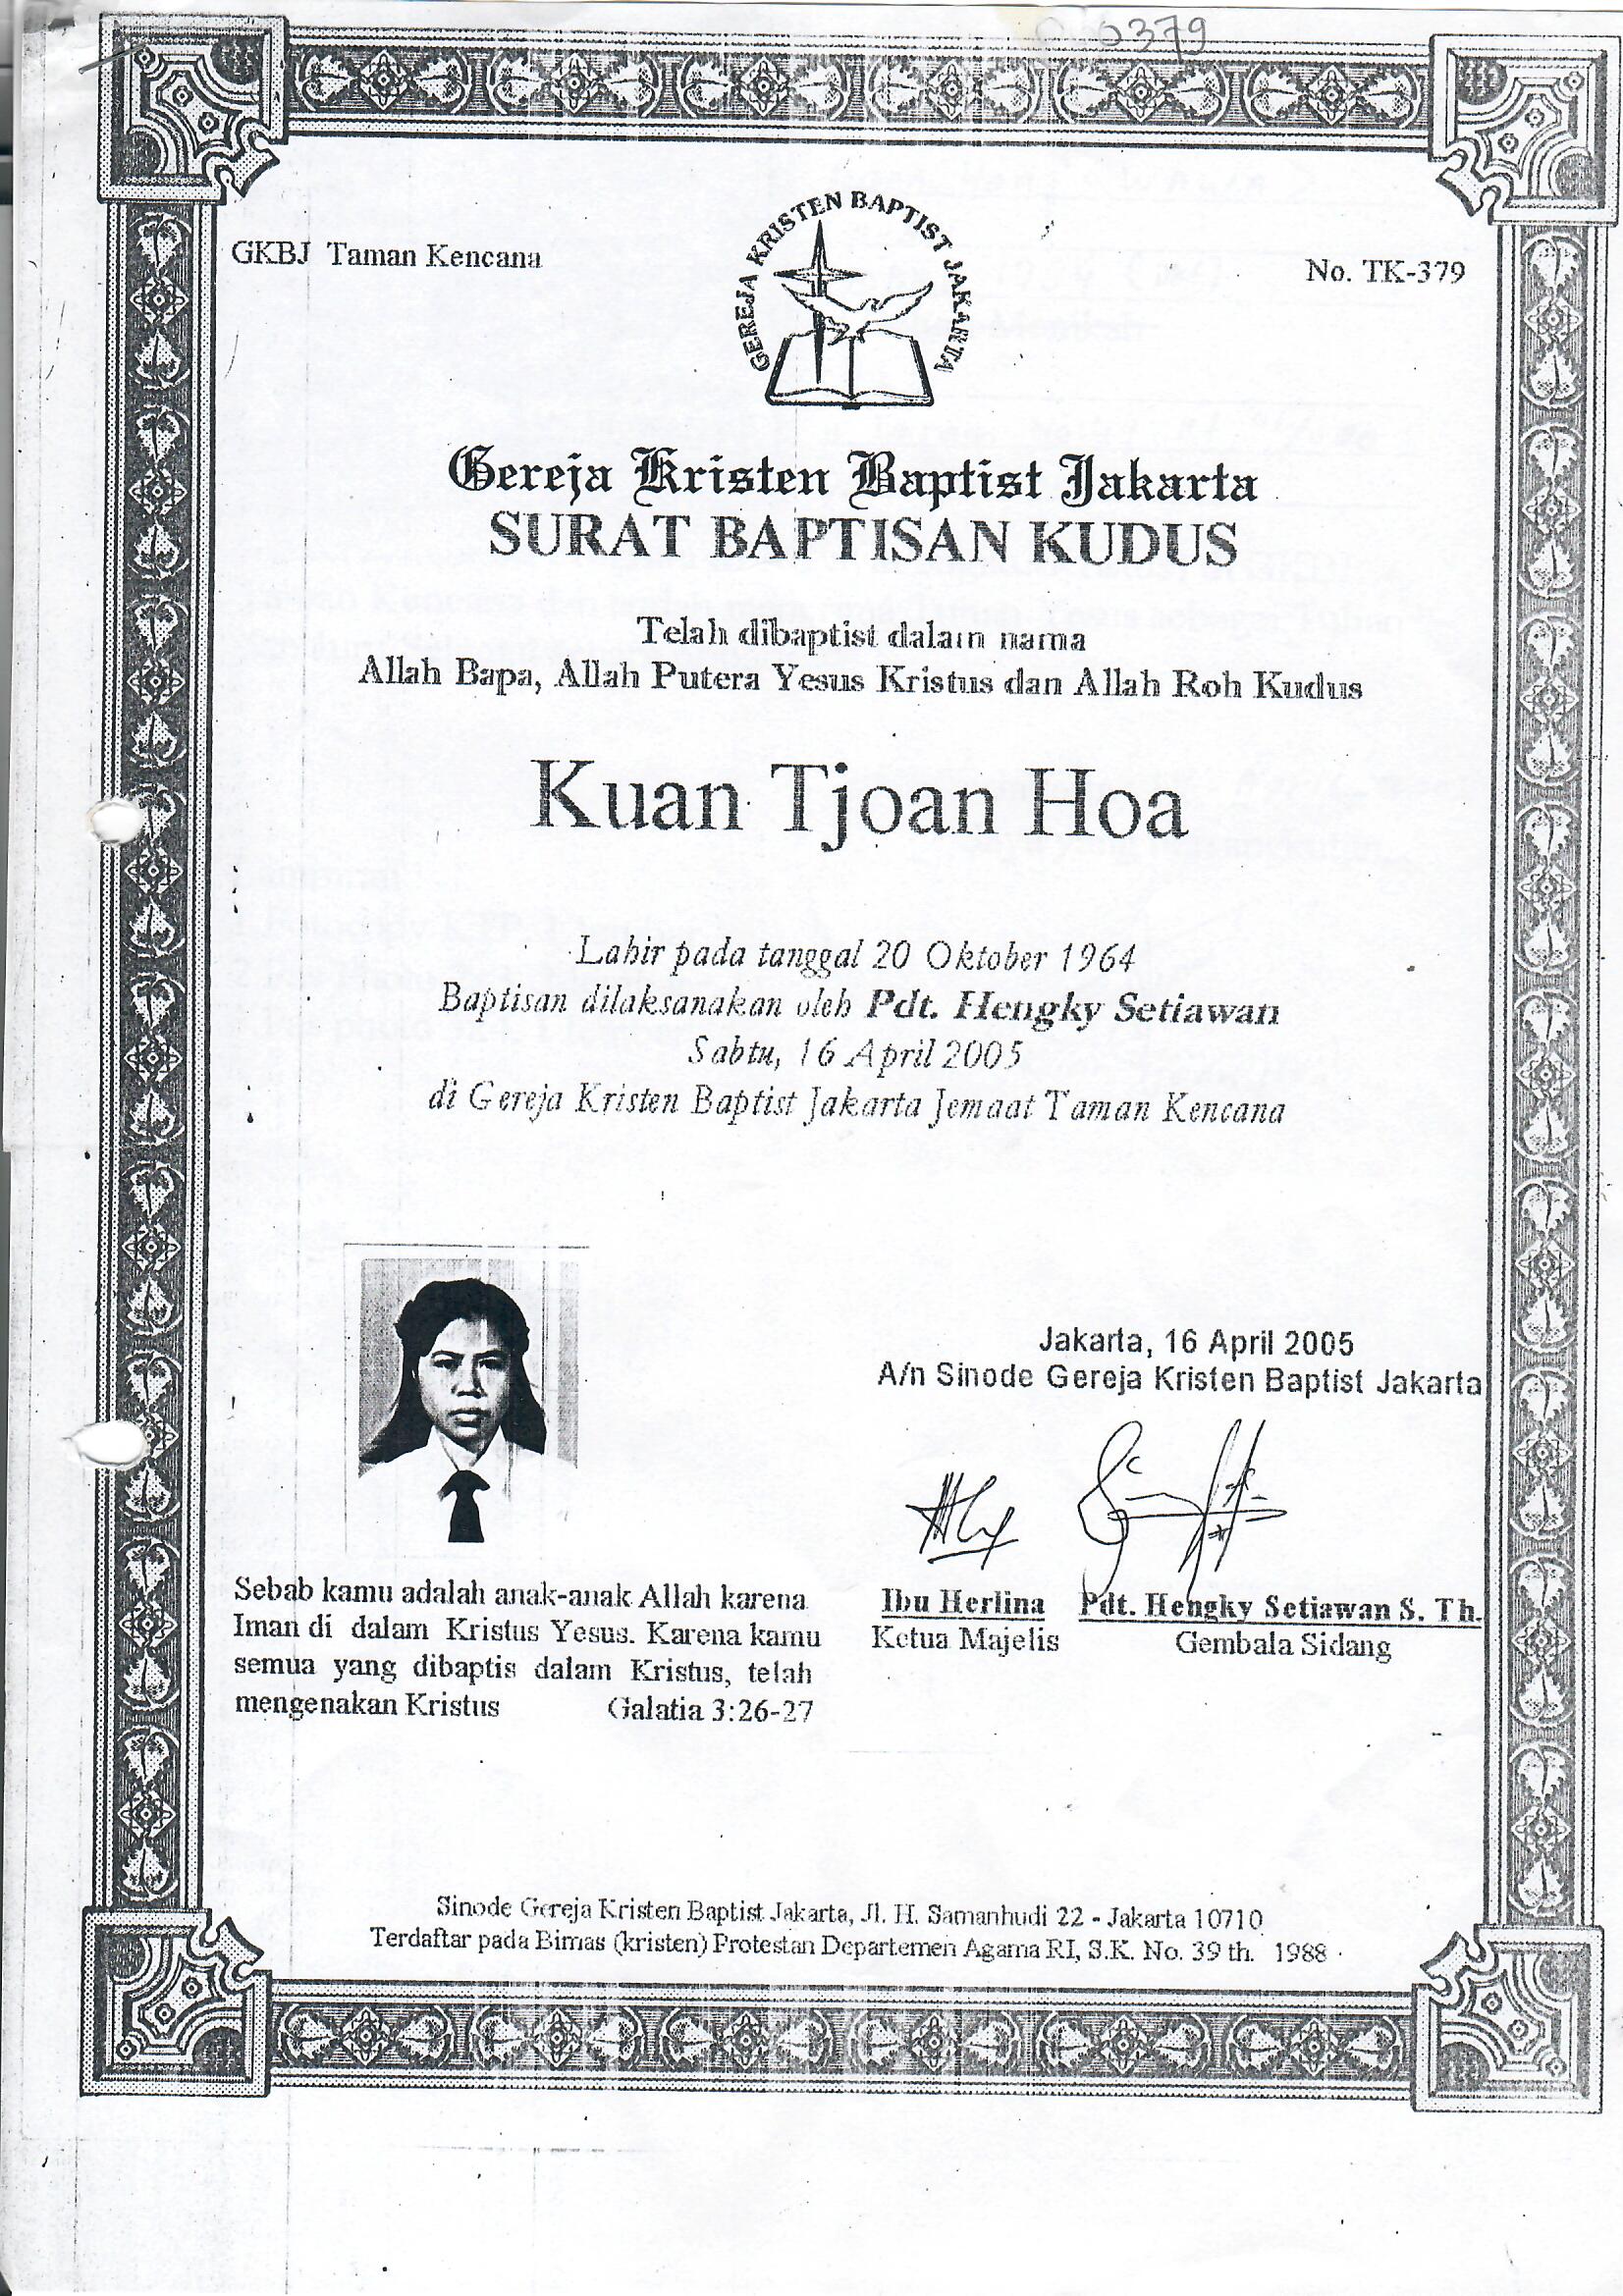 0379
GKBJ Taman Kencana
No. TK-379
GEREJA KRISTEN BAPTIST JAKARTA
Gereja Kristen Baptist Jakarta
SURAT BAPTISAN KUDUS
Telah dibaptist dalam nama
Allah Bapa, Allah Putera Yesus Kristus dan Allah Roh Kudus
Kuan Tjoan Hoa
Lahir pada tanggal 20 Oktober 1964
Baptisan dilaksanakan oleh Pdt. Hengky Setiawan
Sabtu, 16 April 2005
di Gereja Kristen Baptist Jakarta Jemaat Taman Kencana
Jakarta, 16 April 2005
A/n Sinode Gereja Kristen Baptist Jakarta
Ibu Herlina
Ketua Majelis
Pdt. Hengky Setiawan S. Th.
Gembala Sidang
Sebab kamu adalah anak-anak Allah karena
Iman di dalam Kristus Yesus. Karena kamu
semua yang dibaptis dalam Kristus, telah
mengenakan Kristus Galatia 3:26-27
Sinode Gereja Kristen Baptist Jakarta, Jl. H. Samanhudi 22 - Jakarta 10710
Terdaftar pada Bimas (kristen) Protestan Departemen Agama RI, S.K. No. 39 th. 1988